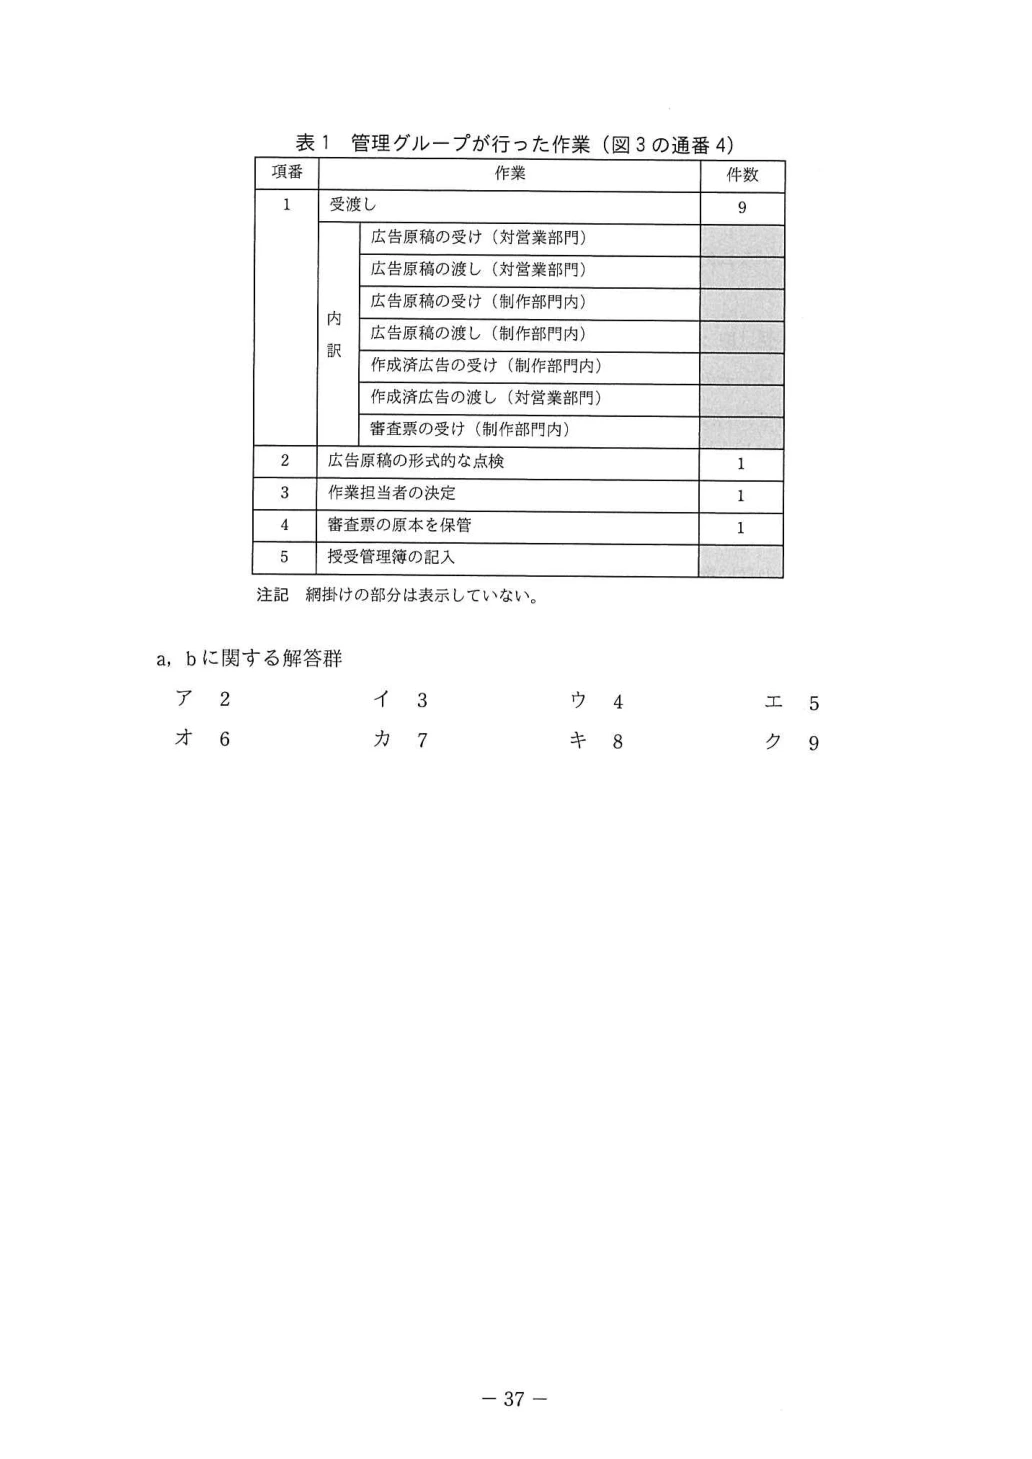 表1　管理グループが行った作業（図3の通番4）
項番　作業　件数
1　受渡し　9
内訳
広告原稿の受け（対営業部門）
広告原稿の渡し（対営業部門）
広告原稿の受け（制作部門内）
広告原稿の渡し（制作部門内）
作成済広告の受け（制作部門内）
作成済広告の渡し（対営業部門）
審査票の受け（制作部門内）
2　広告原稿の形式的な点検　1
3　作業担当者の決定　1
4　審査票の原本を保管　1
5　授受管理簿の記入
注記　網掛けの部分は表示していない。
a，bに関する解答群
ア　2　イ　3　ウ　4　エ　5
オ　6　カ　7　キ　8　ク　9
－ 37 －